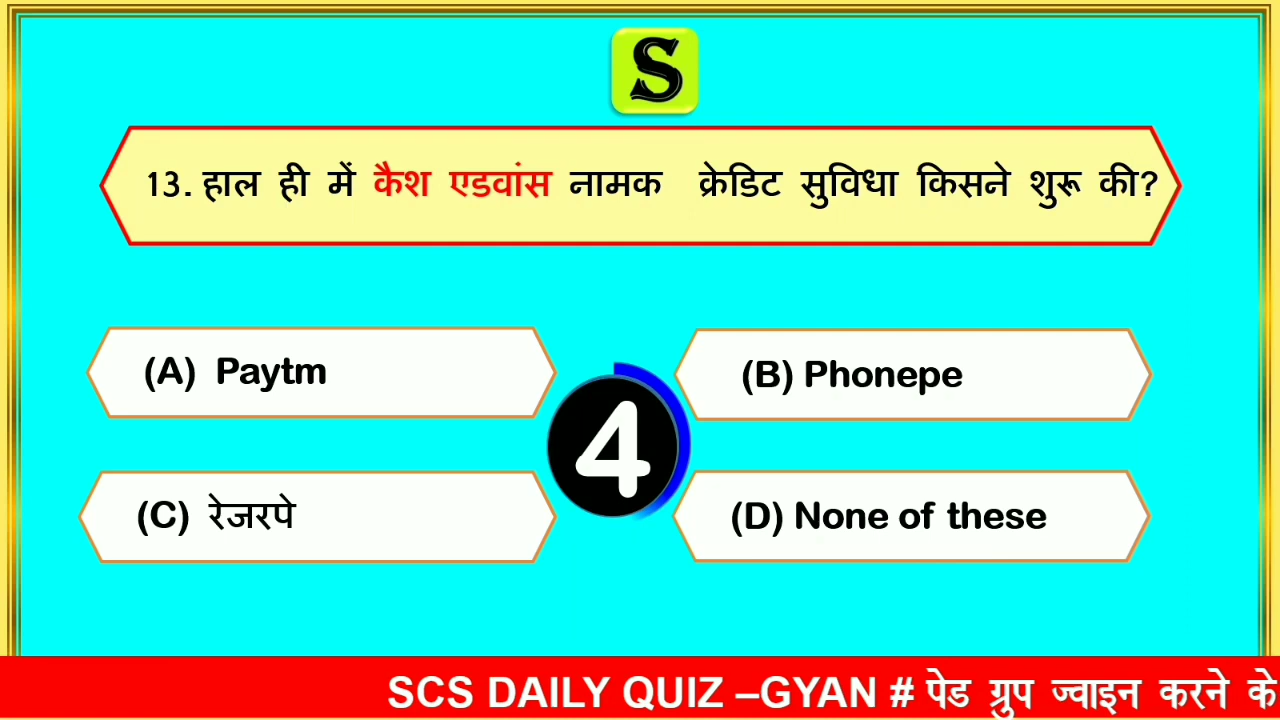 S
13. हाल ही में कैश एडवांस नामक क्रेडिट सुविधा किसने शुरू की?
(A) Paytm
(B) Phonepe
4
(C) रेजरपे
(D) None of these
SCS DAILY QUIZ –GYAN # पेड ग्रुप ज्वाइन करने के